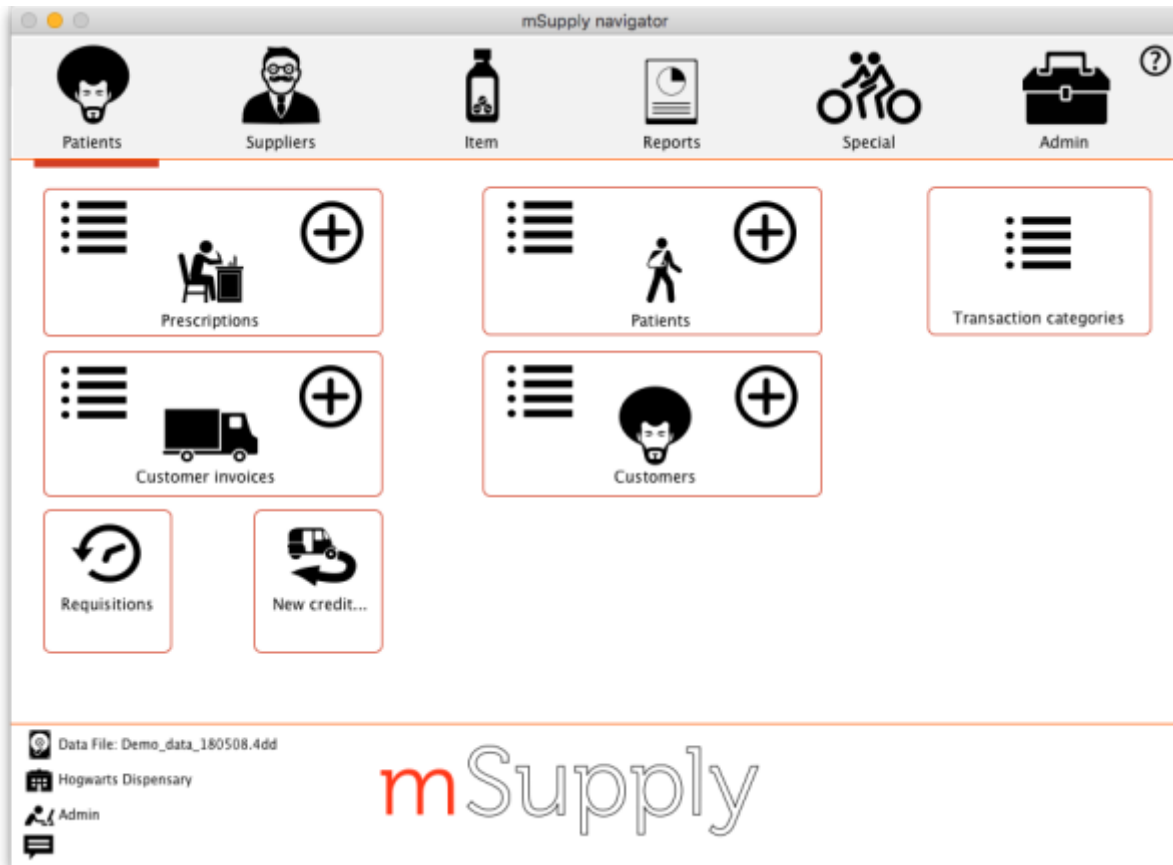 mSupply navigator
Patients Suppliers Item Reports Special Admin ?
Prescriptions Patients Transaction categories
Customer invoices Customers
Requisitions New credit...
Data File: Demo_data_180508.4dd
Hogwarts Dispensary
Admin
mSupply